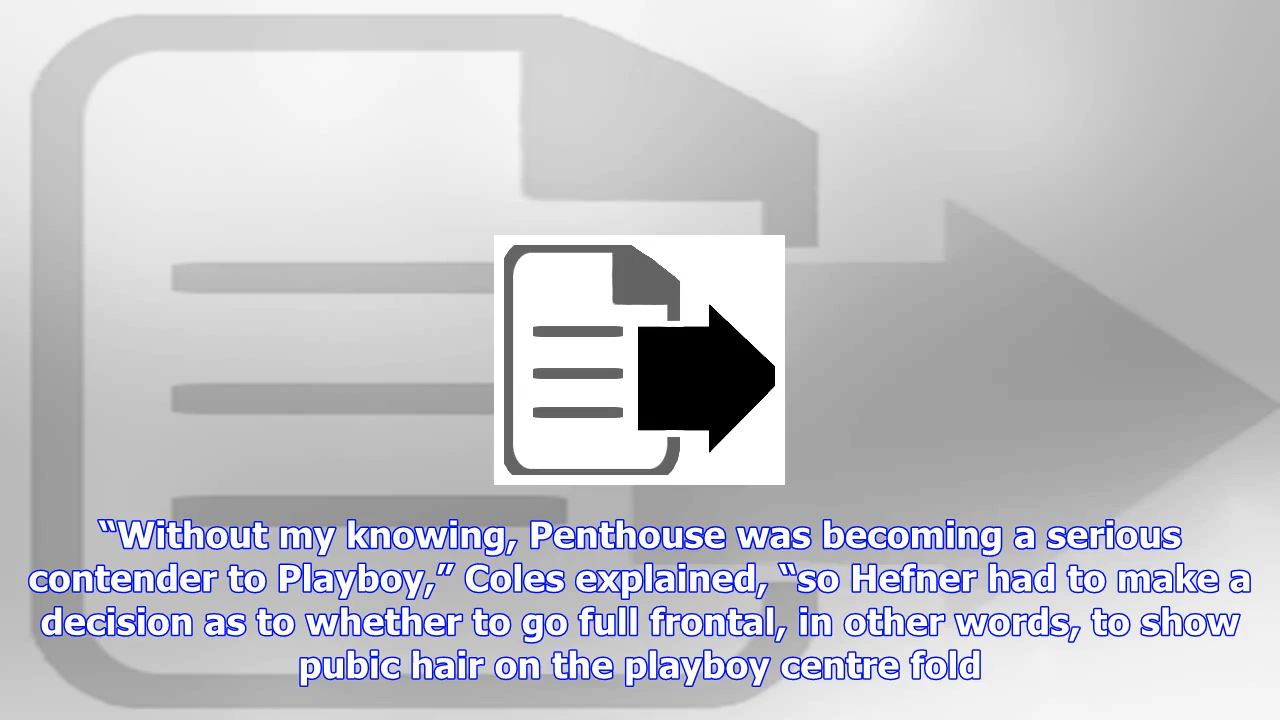 “Without my knowing, Penthouse was becoming a serious
contender to Playboy,” Coles explained, “so Hefner had to make a
decision as to whether to go full frontal, in other words, to show
pubic hair on the playboy centre fold